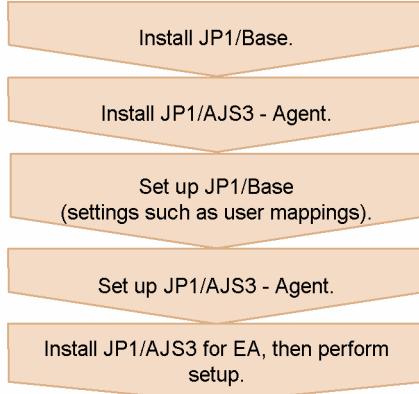 Install JP1/Base.
Install JP1/AJS3 - Agent.
Set up JP1/Base
(settings such as user mappings).
Set up JP1/AJS3 - Agent.
Install JP1/AJS3 for EA, then perform
setup.